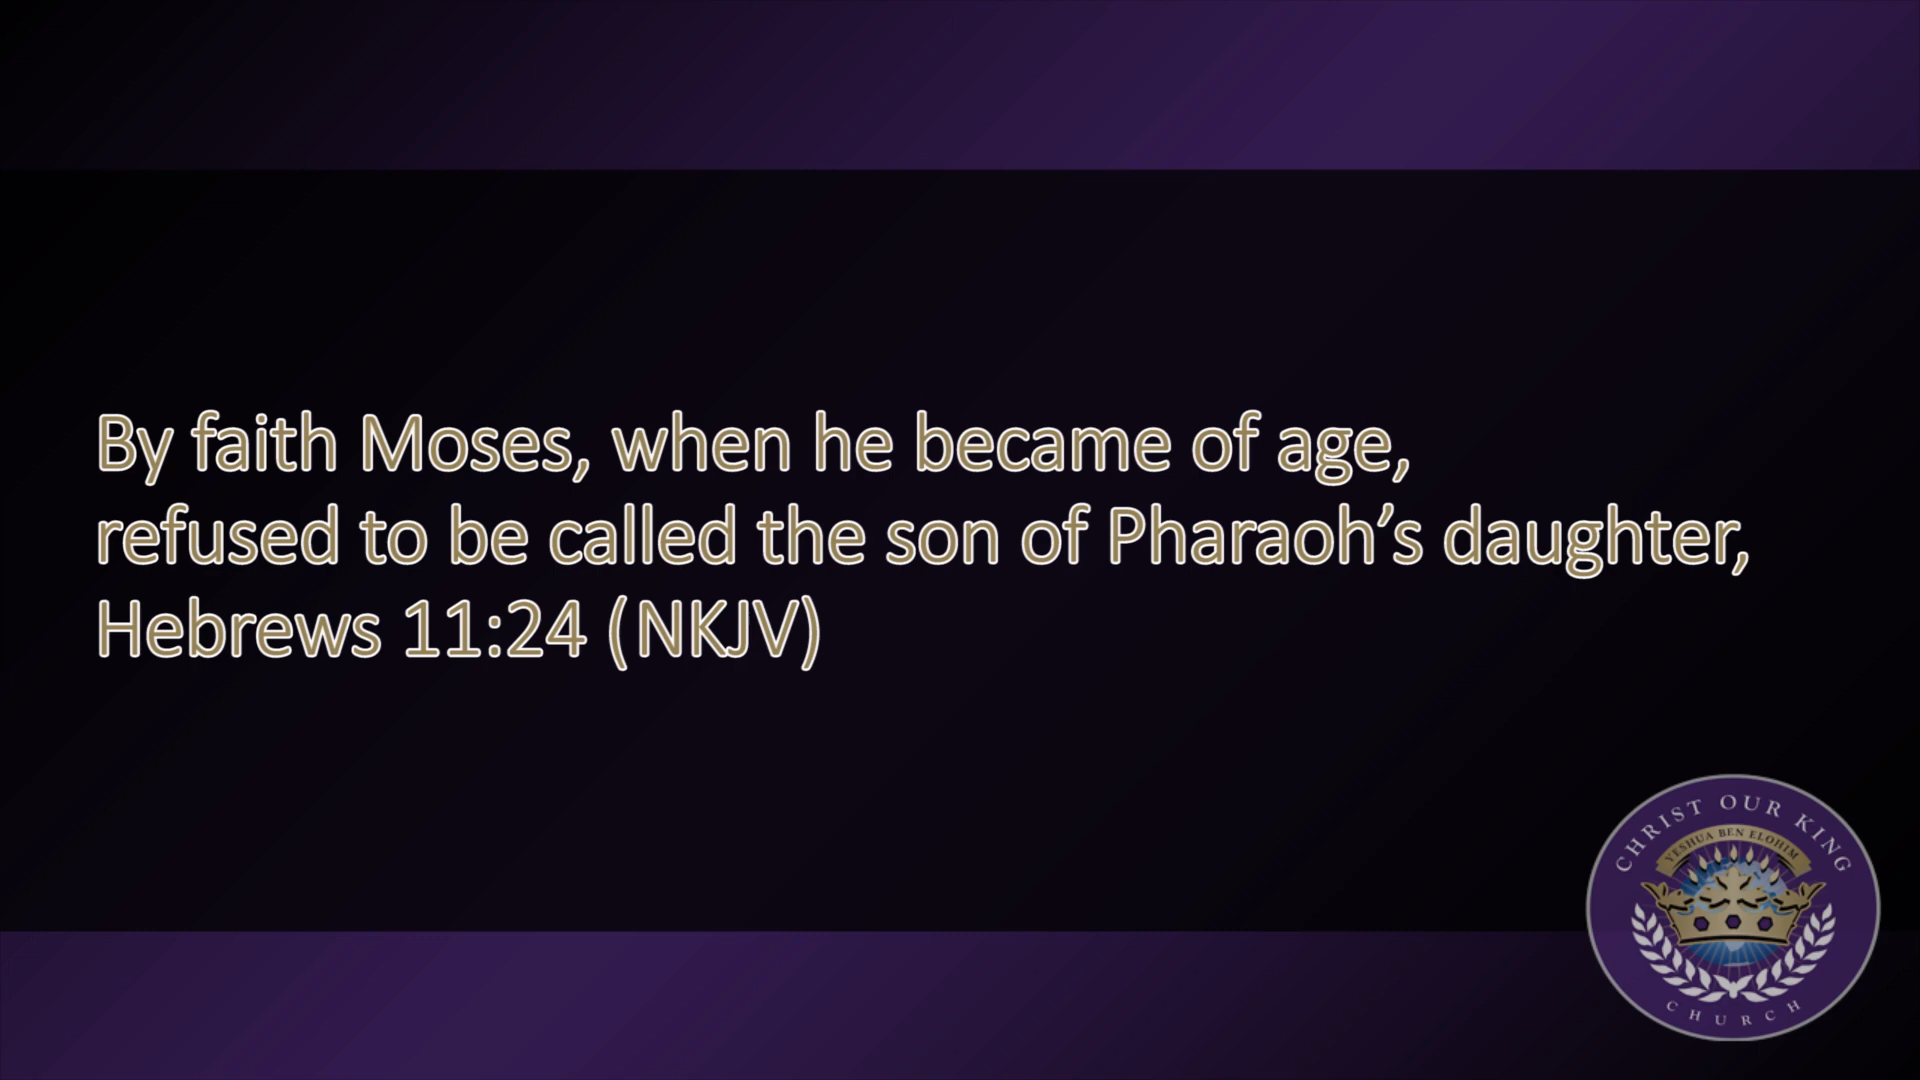 By faith Moses, when he became of age,
refused to be called the son of Pharaoh’s daughter,
Hebrews 11:24 (NKJV)
CHRIST OUR KING
YESHUA BEN ELOHIM
CHURCH